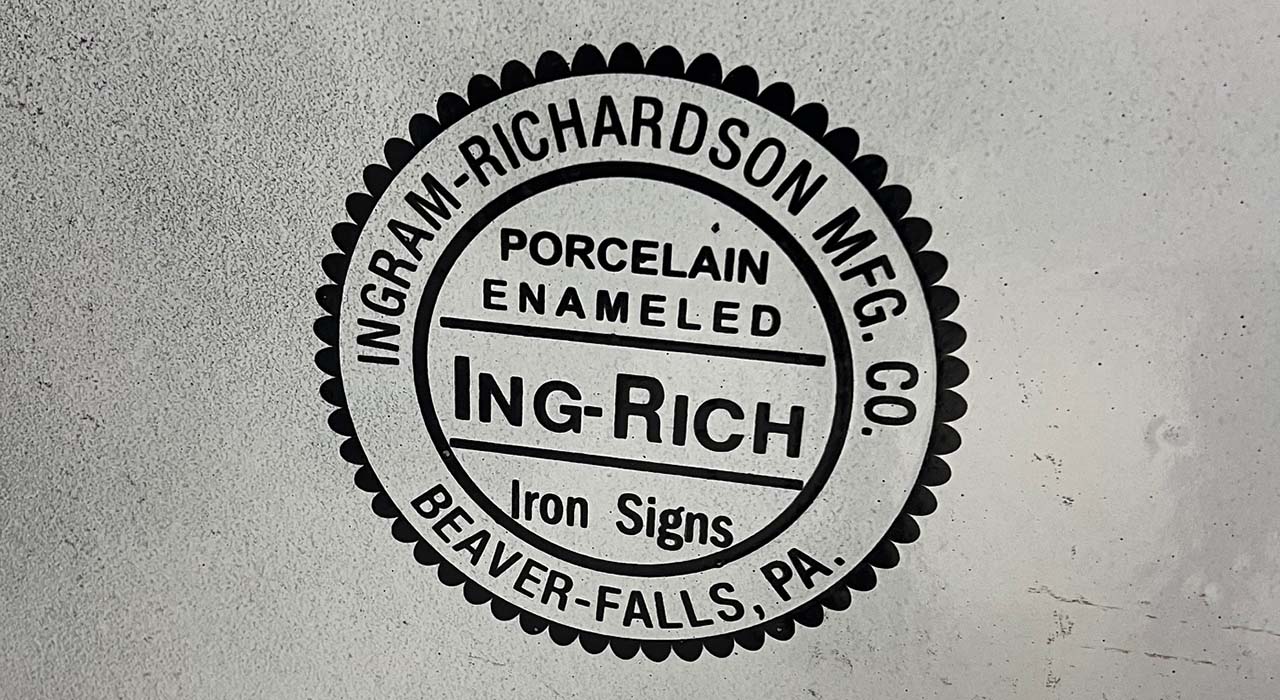 INGRAM-RICHARDSON MFG. CO.
PORCELAIN
ENAMELED
ING-RICH
Iron Signs
BEAVER-FALLS, PA.